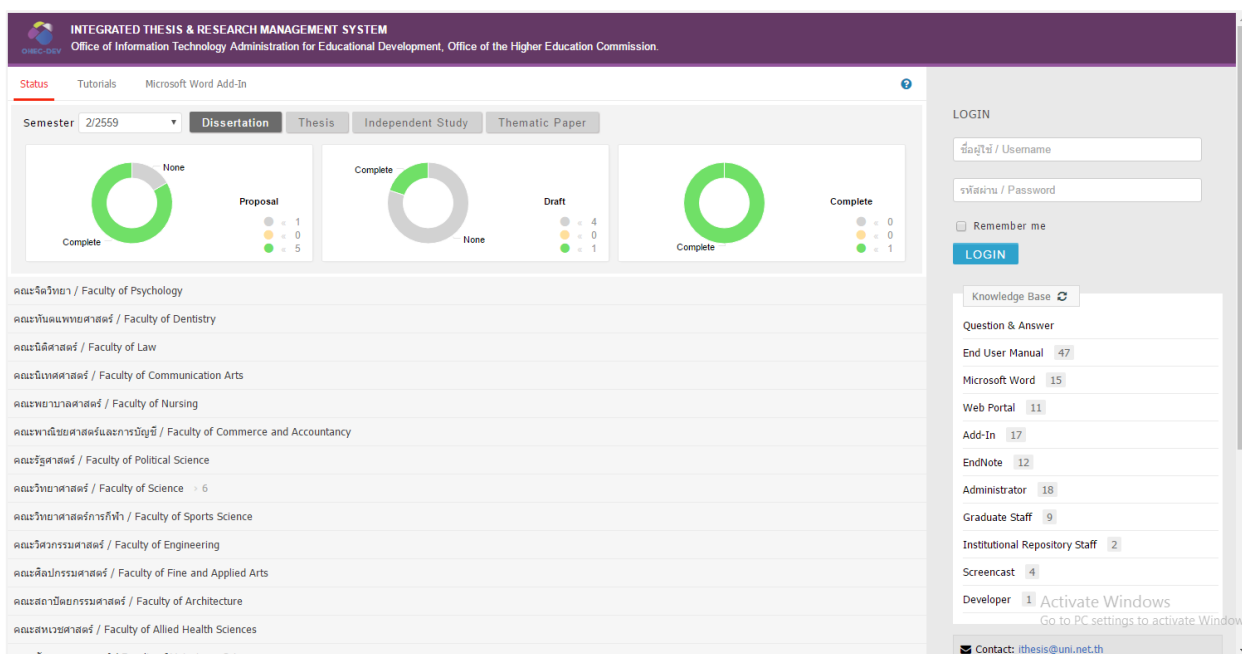 INTEGRATED THESIS & RESEARCH MANAGEMENT SYSTEM
OHEC-DEV
Office of Information Technology Administration for Educational Development, Office of the Higher Education Commission.
Status Tutorials Microsoft Word Add-In
Semester 2/2559 Dissertation Thesis Independent Study Thematic Paper
None
Complete
Proposal
« 1
« 0
« 5
Complete
None
Draft
« 4
« 0
« 1
Complete
Complete
« 0
« 0
« 1
คณะจิตวิทยา / Faculty of Psychology
คณะทันตแพทยศาสตร์ / Faculty of Dentistry
คณะนิติศาสตร์ / Faculty of Law
คณะนิเทศศาสตร์ / Faculty of Communication Arts
คณะพยาบาลศาสตร์ / Faculty of Nursing
คณะพาณิชยศาสตร์และการบัญชี / Faculty of Commerce and Accountancy
คณะรัฐศาสตร์ / Faculty of Political Science
คณะวิทยาศาสตร์ / Faculty of Science › 6
คณะวิทยาศาสตร์การกีฬา / Faculty of Sports Science
คณะวิศวกรรมศาสตร์ / Faculty of Engineering
คณะศิลปกรรมศาสตร์ / Faculty of Fine and Applied Arts
คณะสถาปัตยกรรมศาสตร์ / Faculty of Architecture
คณะสหเวชศาสตร์ / Faculty of Allied Health Sciences
LOGIN
ชื่อผู้ใช้ / Username
รหัสผ่าน / Password
Remember me
LOGIN
Knowledge Base
Question & Answer
End User Manual 47
Microsoft Word 15
Web Portal 11
Add-In 17
EndNote 12
Administrator 18
Graduate Staff 9
Institutional Repository Staff 2
Screencast 4
Developer 1
Activate Windows
Go to PC settings to activate Window
Contact: ithesis@uni.net.th